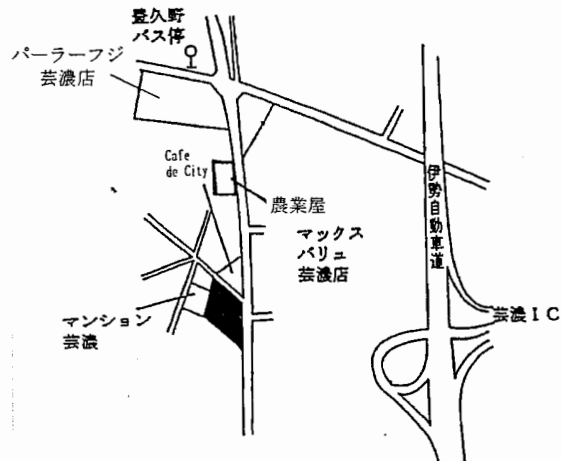 豊久野
バス停
パーラーフジ
芸濃店
Cafe
de City
農業屋
マックス
バリュ
芸濃店
伊勢自動車道
マンション
芸濃
芸濃IC